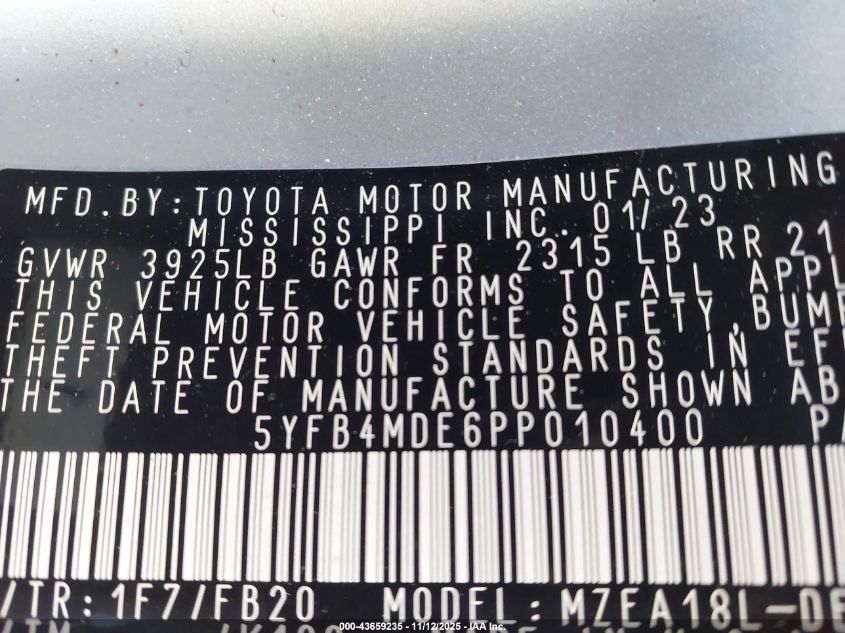 MFD.BY:TOYOTA MOTOR MANUFACTURING
MISSISSIPPI INC. 01/23
GVWR 3925LB GAWR FR 2315 LB RR 21
THIS VEHICLE CONFORMS TO ALL APPL
FEDERAL MOTOR VEHICLE SAFETY,BUM
THEFT PREVENTION STANDARDS IN EF
THE DATE OF MANUFACTURE SHOWN AB
5YFB4MDE6PP010400 P
/TR:1F7/FB20 MODEL:MZEA18L-DE
000-43659235 - 11/12/2025 - IAA Inc.